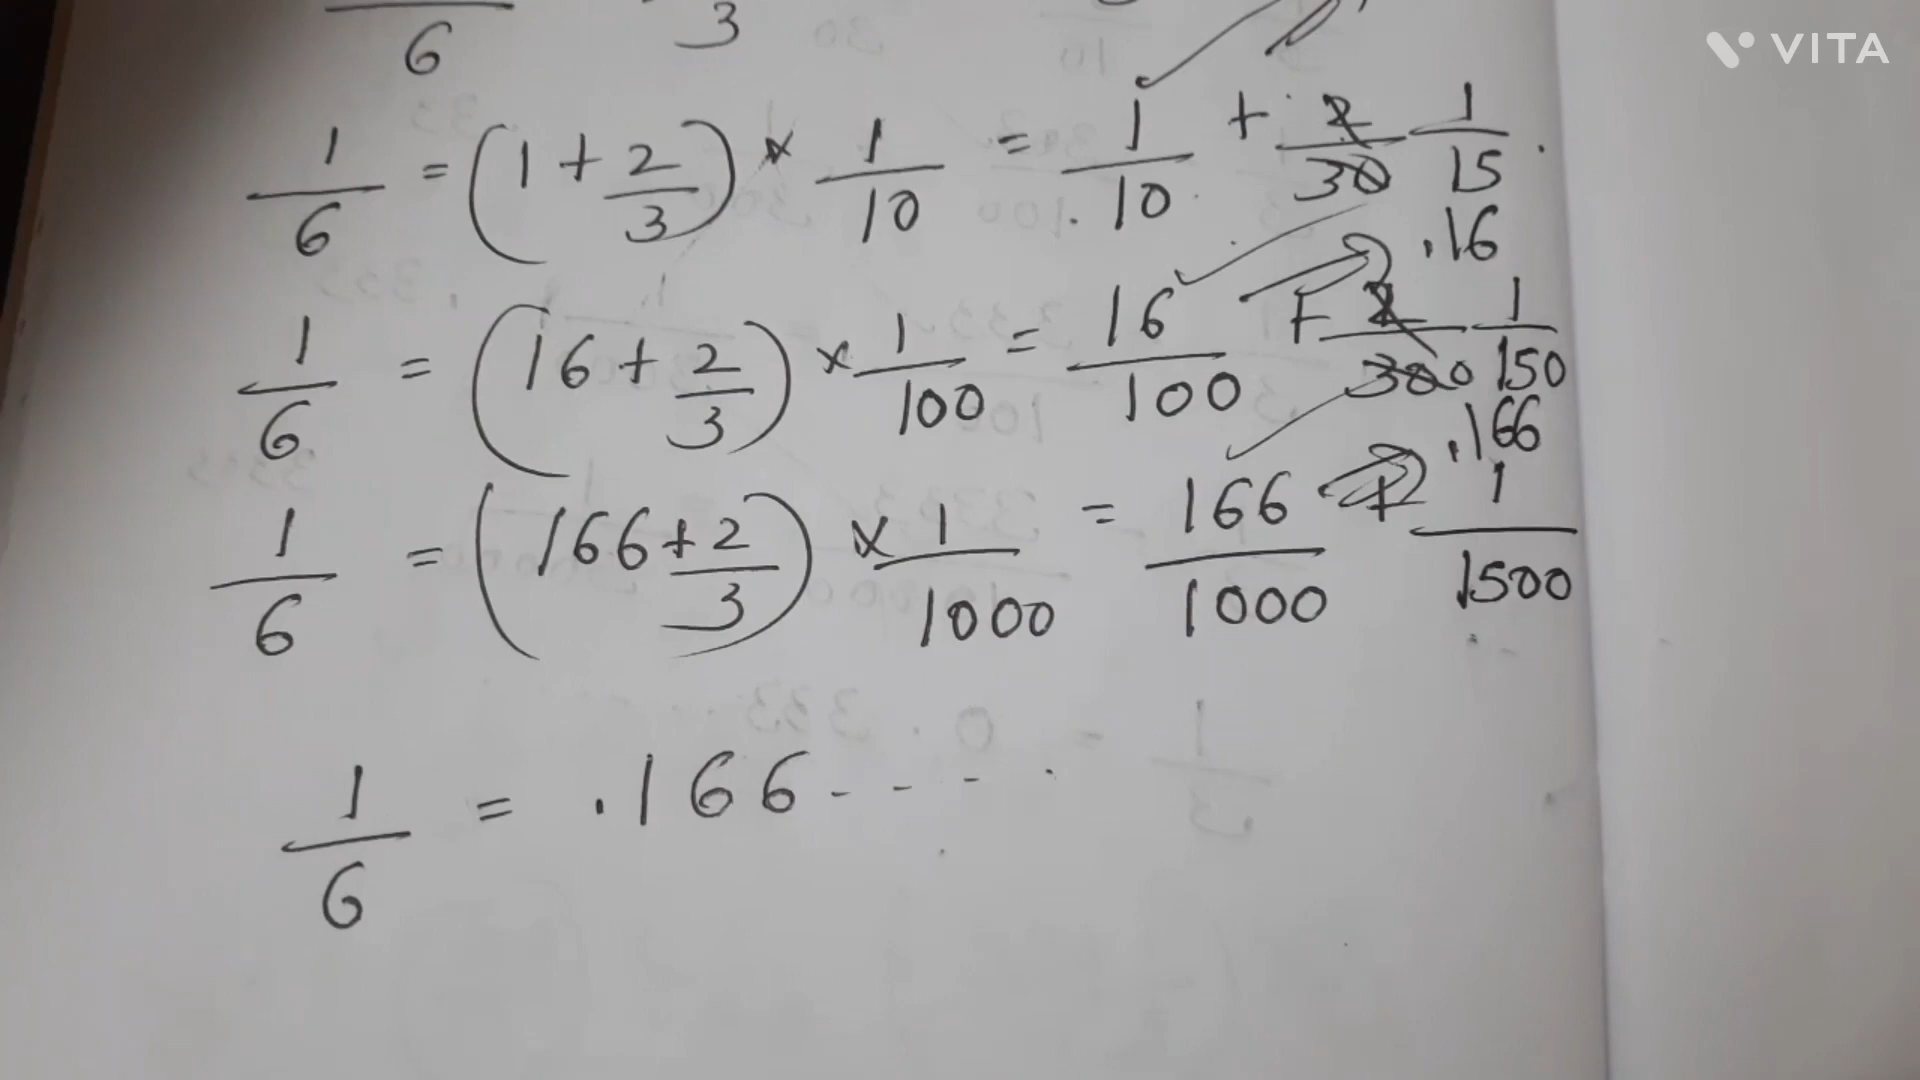 VITA
6 3
1/6 = (1 + 2/3) × 1/10 = 1/10 + 2/30 1/15 .
.16
1/6 = (16 + 2/3) × 1/100 = 16/100 + 2/300 1/150
.166
1/6 = (166 + 2/3) × 1/1000 = 166/1000 + 1/1500
1/6 = .166 - - - .